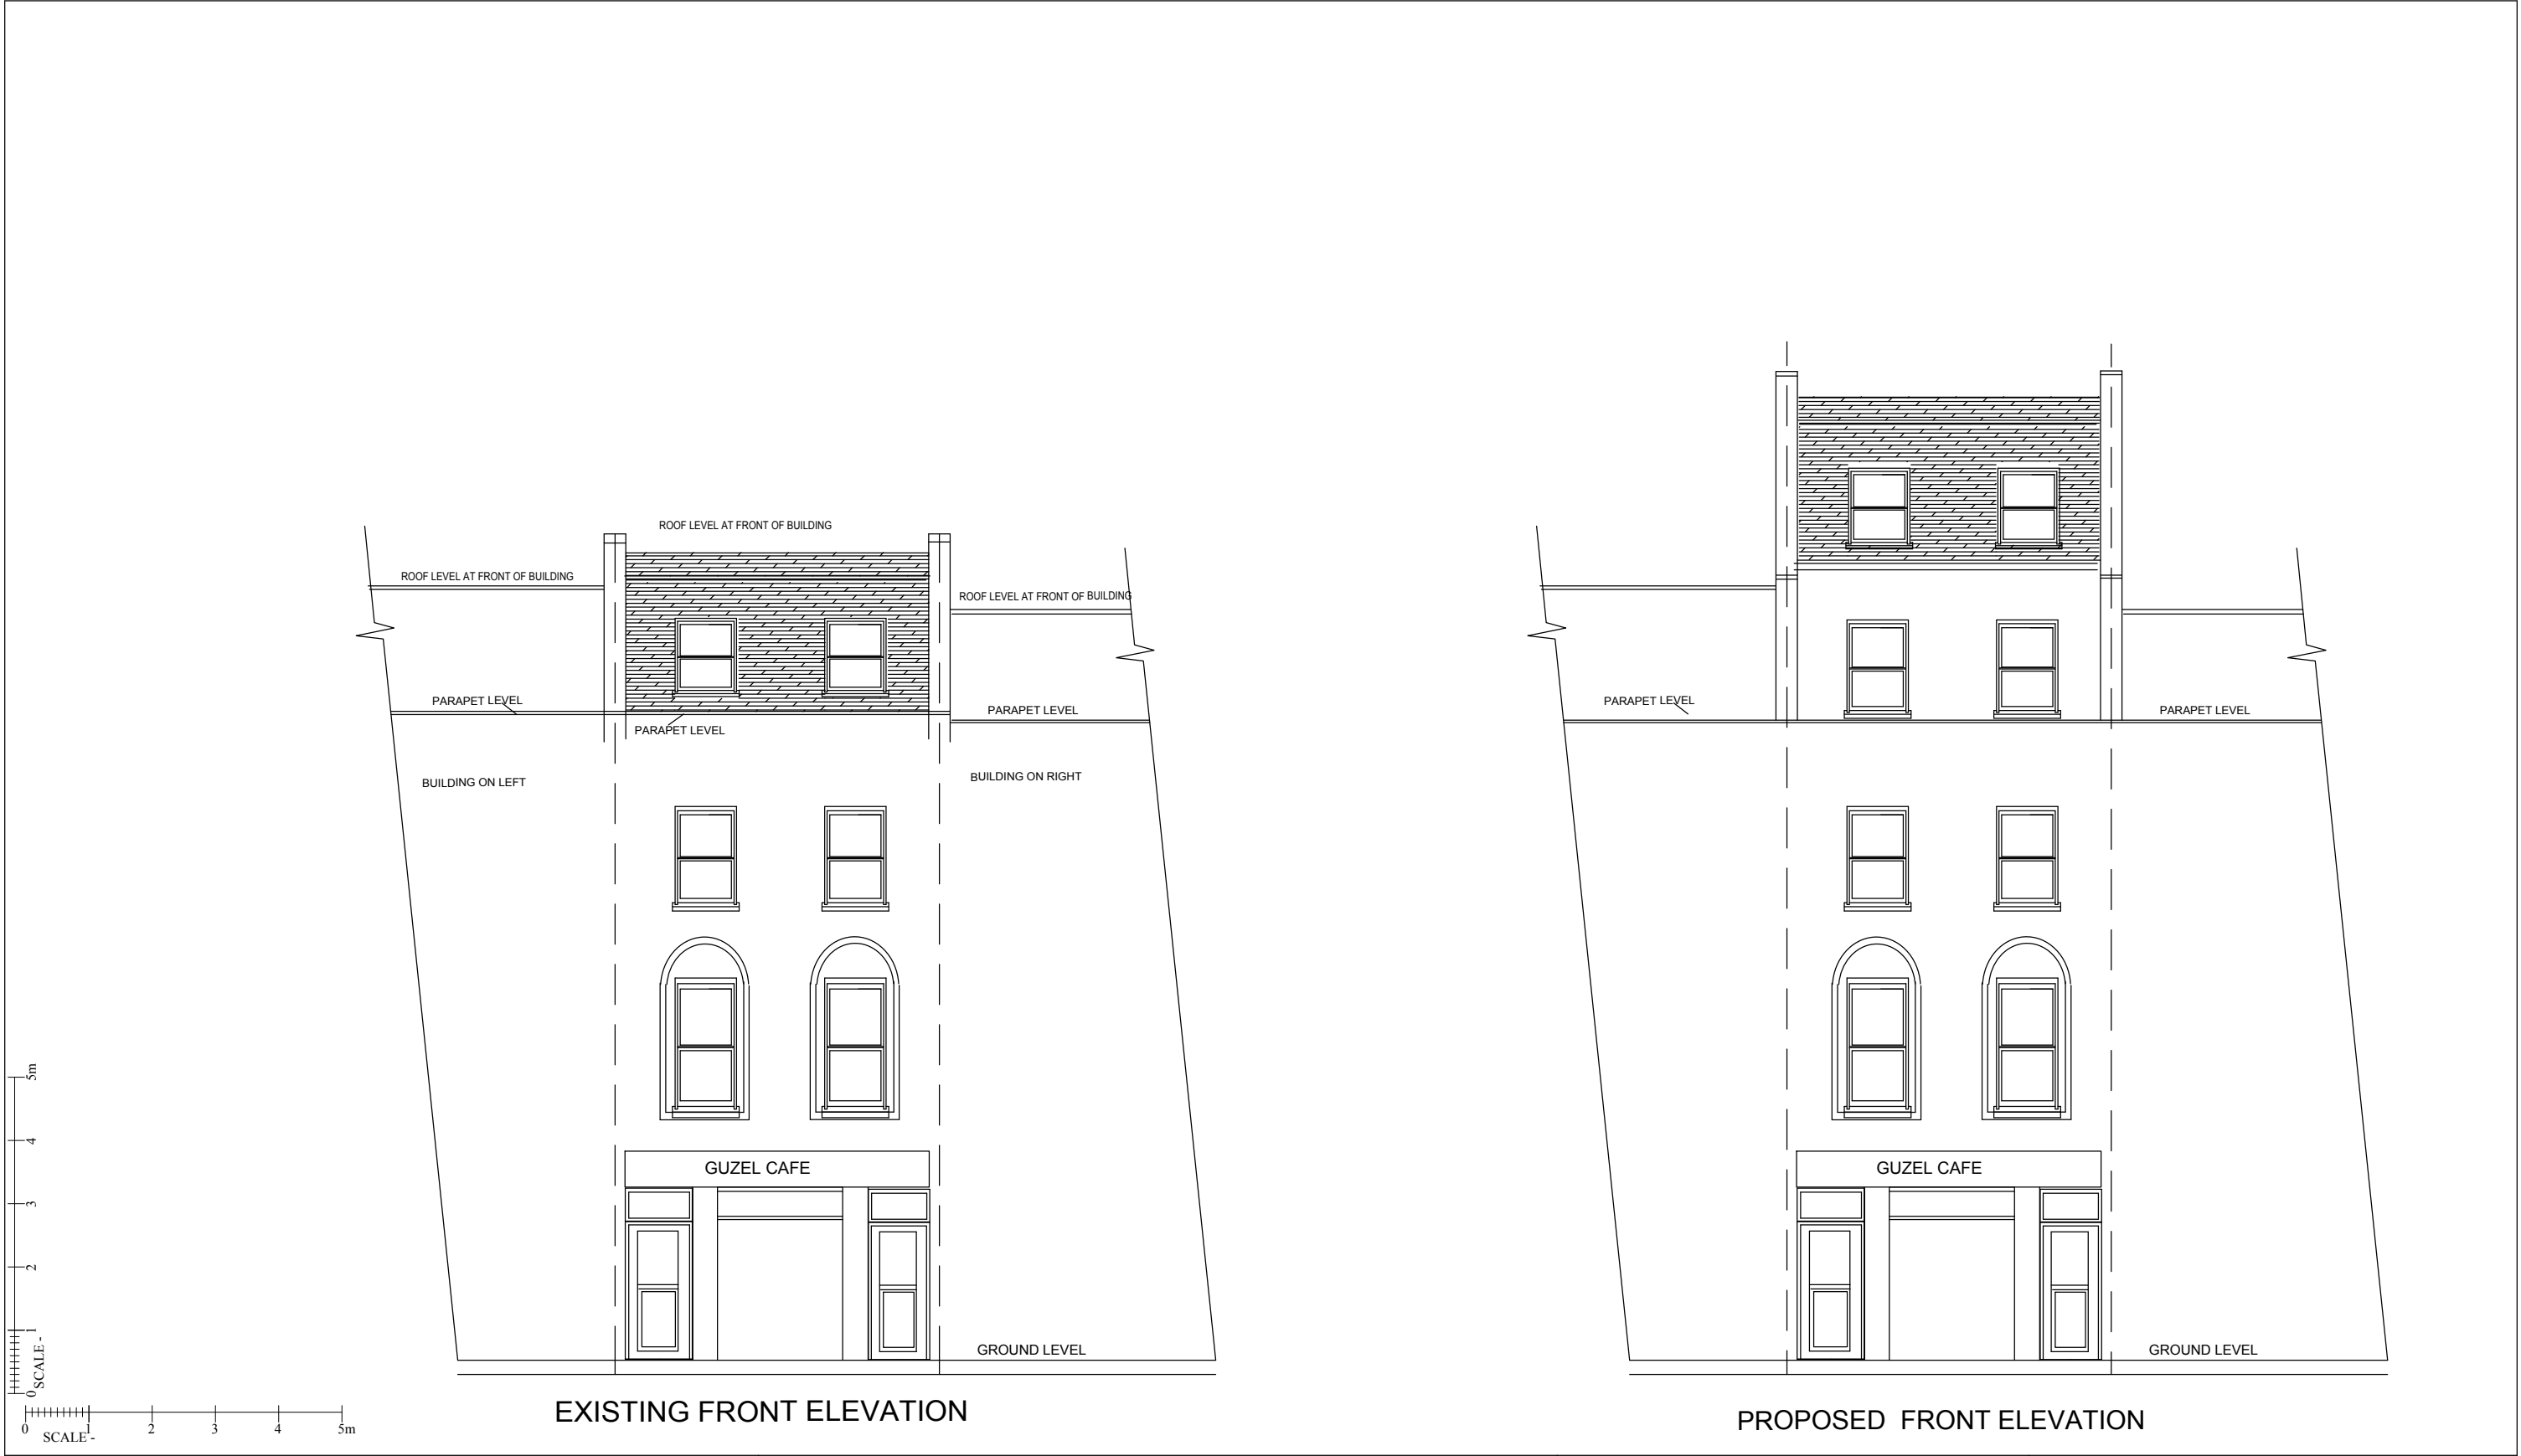 ROOF LEVEL AT FRONT OF BUILDING
ROOF LEVEL AT FRONT OF BUILDING
ROOF LEVEL AT FRONT OF BUILDING
PARAPET LEVEL
PARAPET LEVEL
PARAPET LEVEL
BUILDING ON LEFT
BUILDING ON RIGHT
GUZEL CAFE
GROUND LEVEL
EXISTING FRONT ELEVATION
PARAPET LEVEL
PARAPET LEVEL
GUZEL CAFE
GROUND LEVEL
PROPOSED FRONT ELEVATION
5m
4
3
2
1
0
SCALE -
0 1 2 3 4 5m
SCALE -